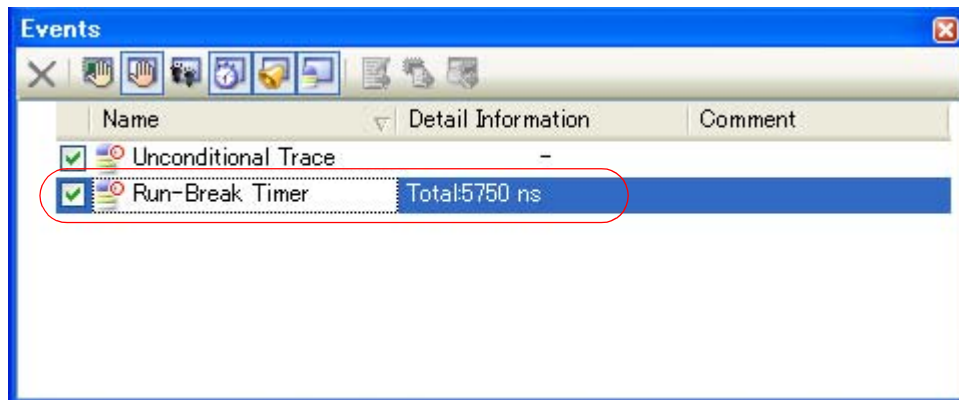 Events
Name Detail Information Comment
Unconditional Trace -
Run-Break Timer Total:5750 ns